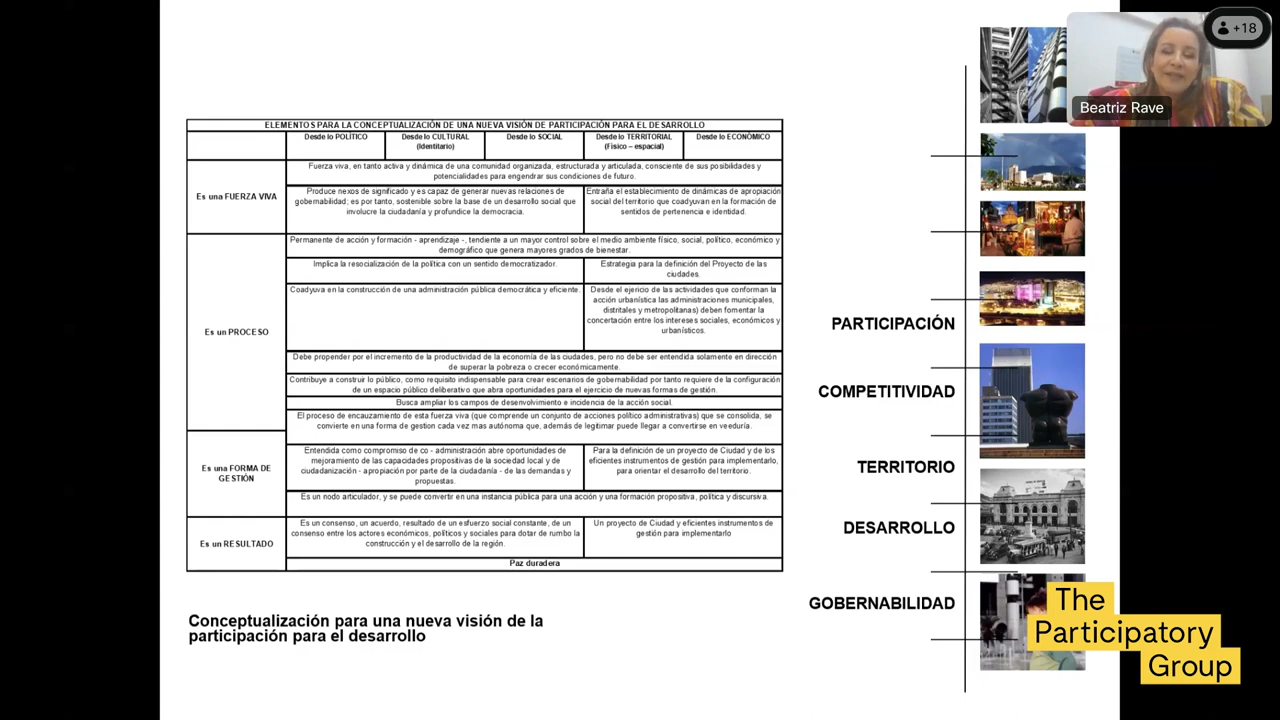 ELEMENTOS PARA LA CONCEPTUALIZACIÓN DE UNA NUEVA VISIÓN DE PARTICIPACIÓN PARA EL DESARROLLO
Desde lo POLÍTICO
Desde lo CULTURAL
(Identitario)
Desde lo SOCIAL
Desde lo TERRITORIAL
(Físico – espacial)
Desde lo ECONÓMICO
Es una FUERZA VIVA
Fuerza viva, en tanto activa y dinámica de una comunidad organizada, estructurada y articulada, consciente de sus posibilidades y
potencialidades para engendrar sus condiciones de futuro.
Produce nexos de significado y es capaz de generar nuevas relaciones de
gobernabilidad; es por tanto, sostenible sobre la base de un desarrollo social que
involucre la ciudadanía y profundice la democracia.
Entraña el establecimiento de dinámicas de apropiación
social del territorio que coadyuvan en la formación de
sentidos de pertenencia e identidad.
Es un PROCESO
Permanente de acción y formación - aprendizaje -, tendiente a un mayor control sobre el medio ambiente físico, social, político, económico y
demográfico que genera mayores grados de bienestar.
Implica la resocialización de la política con un sentido democratizador.
Estrategia para la definición del Proyecto de las
ciudades.
Coadyuva en la construcción de una administración pública democrática y eficiente.
Desde el ejercio de las actividades que conforman la
acción urbanística las administraciones municipales,
distritales y metropolitanas) deben fomentar la
concertación entre los intereses sociales, económicos y
urbanísticos.
Debe propender por el incremento de la productividad de la economía de las ciudades, pero no debe ser entendida solamente en dirección
de superar la pobreza o crecer económicamente.
Contribuye a construir lo público, como requisito indispensable para crear escenarios de gobernabilidad por tanto requiere de la configuración
de un espacio público deliberativo que abra oportunidades para el ejercicio de nuevas formas de gestión.
Busca ampliar los campos de desenvolvimiento e incidencia de la acción social.
El proceso de encauzamiento de esta fuerza viva (que comprende un conjunto de acciones político administrativas) que se consolida, se
convierte en una forma de gestion cada vez mas autónoma que, además de legitimar puede llegar a convertirse en veeduría.
Es una FORMA DE
GESTIÓN
Entendida como compromiso de co - administración abre oportunidades de
mejoramiento de las capacidades propositivas de la sociedad local y de
ciudadanización - apropiación por parte de la ciudadanía - de las demandas y
propuestas.
Para la definición de un proyecto de Ciudad y de los
eficientes instrumentos de gestión para implementarlo,
para orientar el desarrollo del territorio.
Es un nodo articulador, y se puede convertir en una instancia pública para una acción y una formación propositiva, política y discursiva.
Es un RESULTADO
Es un consenso, un acuerdo, resultado de un esfuerzo social constante, de un
consenso entre los actores económicos, políticos y sociales para dotar de rumbo la
construcción y el desarrollo de la región.
Un proyecto de Ciudad y eficientes instrumentos de
gestión para implementarlo
Paz duradera
Conceptualización para una nueva visión de la
participación para el desarrollo
PARTICIPACIÓN
COMPETITIVIDAD
TERRITORIO
DESARROLLO
GOBERNABILIDAD
+18
Beatriz Rave
The
Participatory
Group